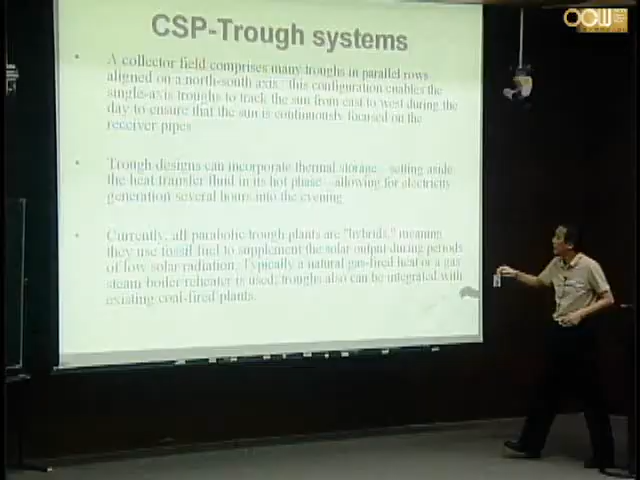 OCW
CSP-Trough systems
• A collector field comprises many troughs in parallel rows
aligned on a north-south axis. this configuration enables the
single-axis troughs to track the sun from east to west during the
day to ensure that the sun is continuously focused on the
receiver pipes
• Trough designs can incorporate thermal storage setting aside
the heat transfer fluid in its hot phase allowing for electricity
generation several hours into the evening
• Currently, all parabolic trough plants are "hybrids," meaning
they use fossil fuel to supplement the solar output during periods
of low solar radiation. Typically a natural gas-fired heat or a gas
steam boiler reheater is used; troughs also can be integrated with
existing coal-fired plants.